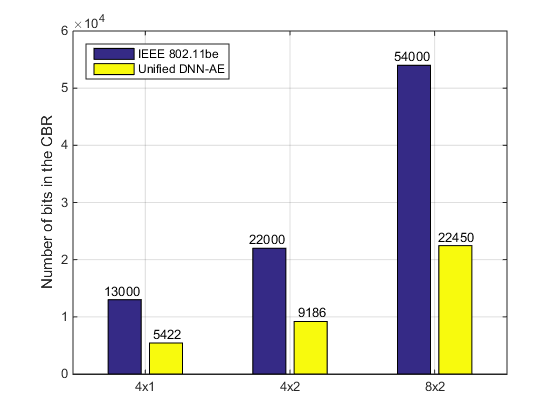 ×10⁴
6
5
4
3
2
1
0
Number of bits in the CBR
IEEE 802.11be
Unified DNN-AE
13000
5422
22000
9186
54000
22450
4x1
4x2
8x2